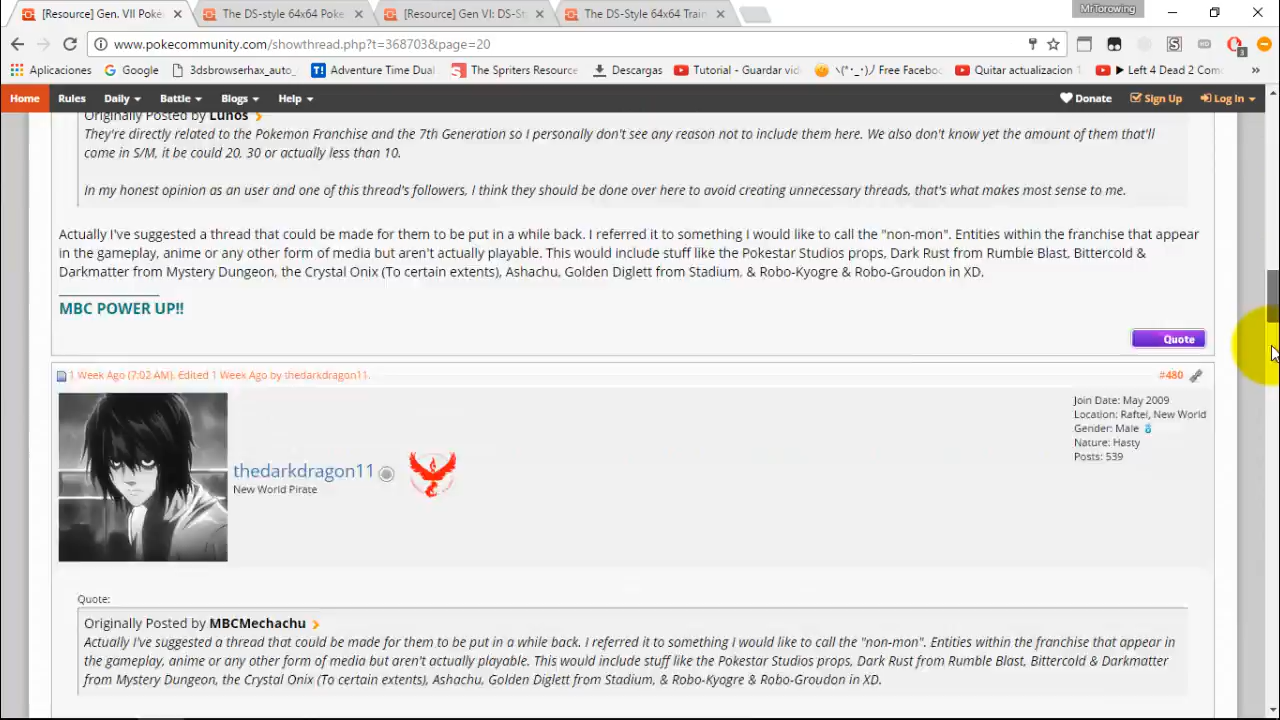 MrTorowing
[Resource] Gen. VII Poké
The DS-style 64x64 Poke
[Resource] Gen VI: DS-St
The DS-Style 64x64 Train
www.pokecommunity.com/showthread.php?t=368703&page=20
Aplicaciones Google 3dsbrowserhax_auto_ Adventure Time Dual The Spriters Resource Descargas Tutorial - Guardar vid Free Facebo Quitar actualizacion 1 Left 4 Dead 2 Com »
Home Rules Daily Battle Blogs Help Donate Sign Up Log In
Originally Posted by Lunos
They're directly related to the Pokemon Franchise and the 7th Generation so I personally don't see any reason not to include them here. We also don't know yet the amount of them that'll
come in S/M, it be could 20, 30 or actually less than 10.
In my honest opinion as an user and one of this thread's followers, I think they should be done over here to avoid creating unnecessary threads, that's what makes most sense to me.
Actually I've suggested a thread that could be made for them to be put in a while back. I referred it to something I would like to call the "non-mon". Entities within the franchise that appear
in the gameplay, anime or any other form of media but aren't actually playable. This would include stuff like the Pokestar Studios props, Dark Rust from Rumble Blast, Bittercold &
Darkmatter from Mystery Dungeon, the Crystal Onix (To certain extents), Ashachu, Golden Diglett from Stadium, & Robo-Kyogre & Robo-Groudon in XD.
MBC POWER UP!!
Quote
1 Week Ago (7:02 AM). Edited 1 Week Ago by thedarkdragon11.
#480
Join Date: May 2009
Location: Raftel, New World
Gender: Male
Nature: Hasty
Posts: 539
thedarkdragon11
New World Pirate
Quote:
Originally Posted by MBCMechachu
Actually I've suggested a thread that could be made for them to be put in a while back. I referred it to something I would like to call the "non-mon". Entities within the franchise that appear in
the gameplay, anime or any other form of media but aren't actually playable. This would include stuff like the Pokestar Studios props, Dark Rust from Rumble Blast, Bittercold & Darkmatter
from Mystery Dungeon, the Crystal Onix (To certain extents), Ashachu, Golden Diglett from Stadium, & Robo-Kyogre & Robo-Groudon in XD.